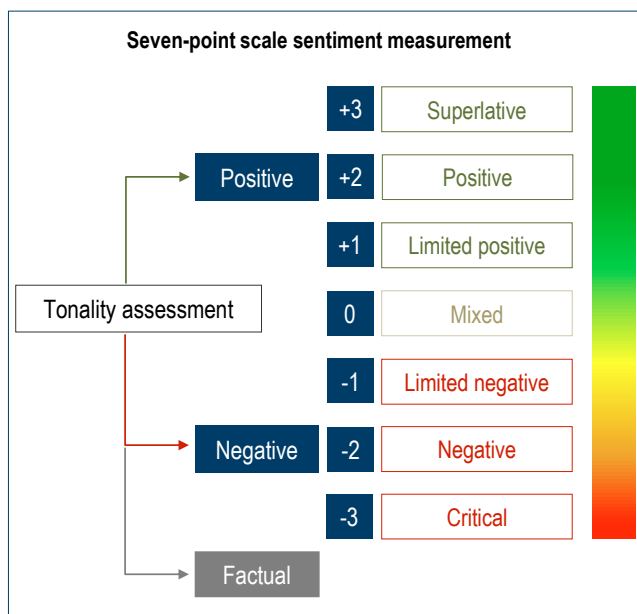 Seven-point scale sentiment measurement
+3 Superlative
Positive +2 Positive
+1 Limited positive
Tonality assessment
0 Mixed
-1 Limited negative
Negative -2 Negative
-3 Critical
Factual